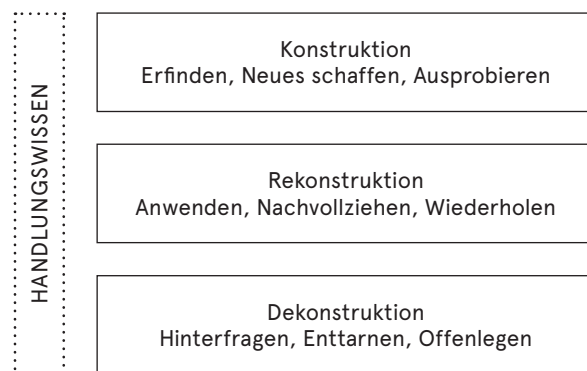 HANDLUNGSWISSEN
Konstruktion
Erfinden, Neues schaffen, Ausprobieren
Rekonstruktion
Anwenden, Nachvollziehen, Wiederholen
Dekonstruktion
Hinterfragen, Enttarnen, Offenlegen